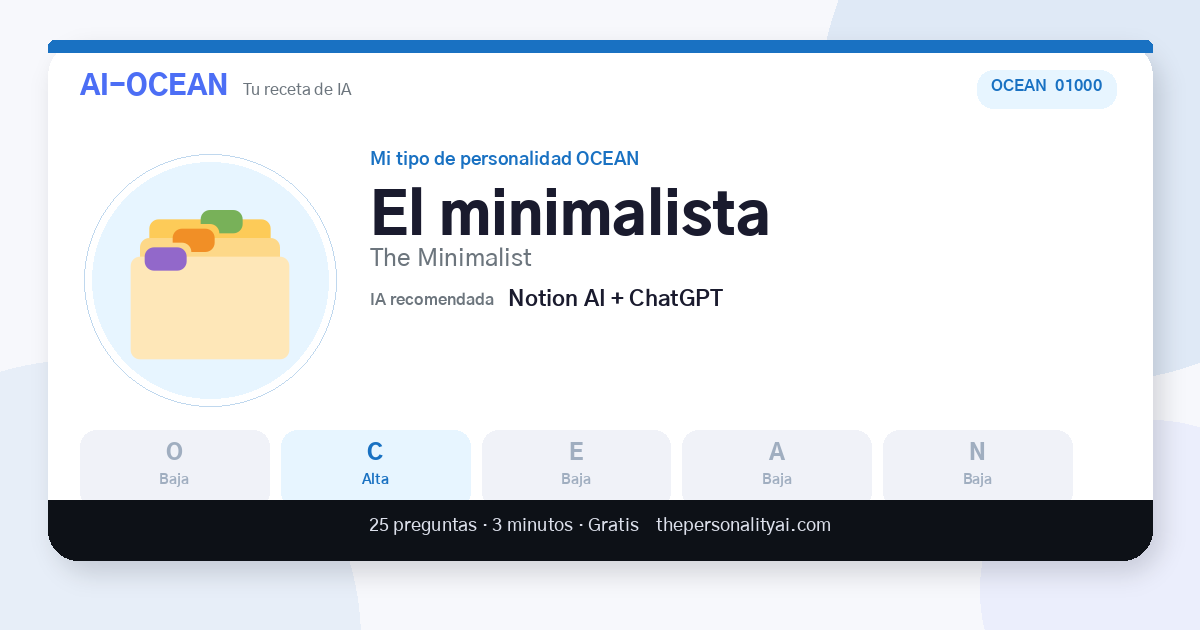 AI-OCEAN Tu receta de IA OCEAN 01000
Mi tipo de personalidad OCEAN
El minimalista
The Minimalist
IA recomendada Notion AI + ChatGPT
O C E A N
Baja Alta Baja Baja Baja
25 preguntas · 3 minutos · Gratis thepersonalityai.com